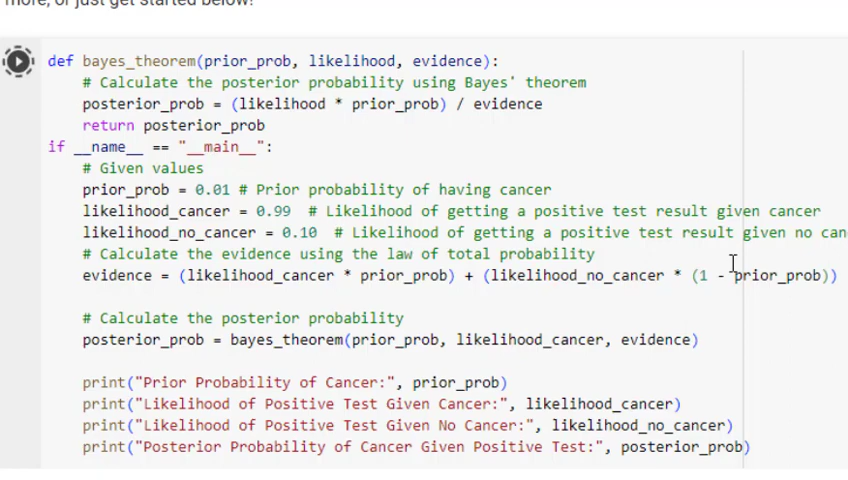 more, or just get started below!
def bayes_theorem(prior_prob, likelihood, evidence):
# Calculate the posterior probability using Bayes' theorem
posterior_prob = (likelihood * prior_prob) / evidence
return posterior_prob
if __name__ == "__main__":
# Given values
prior_prob = 0.01 # Prior probability of having cancer
likelihood_cancer = 0.99 # Likelihood of getting a positive test result given cancer
likelihood_no_cancer = 0.10 # Likelihood of getting a positive test result given no can
# Calculate the evidence using the law of total probability
evidence = (likelihood_cancer * prior_prob) + (likelihood_no_cancer * (1 - prior_prob))
# Calculate the posterior probability
posterior_prob = bayes_theorem(prior_prob, likelihood_cancer, evidence)
print("Prior Probability of Cancer:", prior_prob)
print("Likelihood of Positive Test Given Cancer:", likelihood_cancer)
print("Likelihood of Positive Test Given No Cancer:", likelihood_no_cancer)
print("Posterior Probability of Cancer Given Positive Test:", posterior_prob)